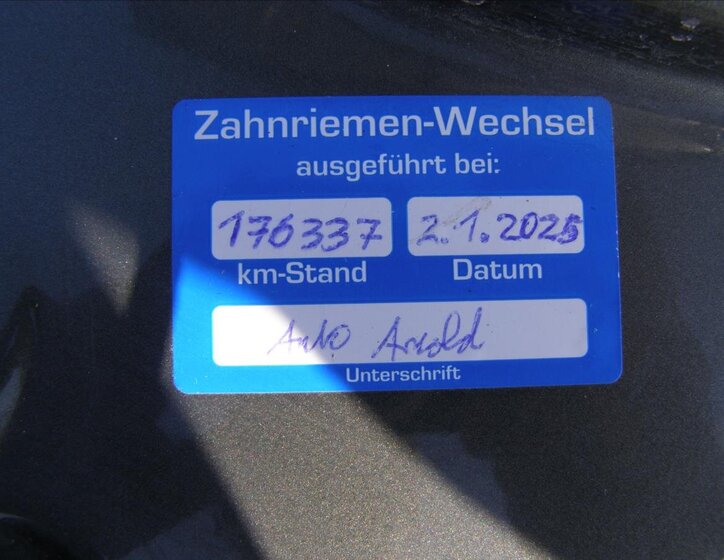 Zahnriemen-Wechsel
ausgeführt bei:
176337 2.1.2025
km-Stand Datum
Auto Arnold
Unterschrift